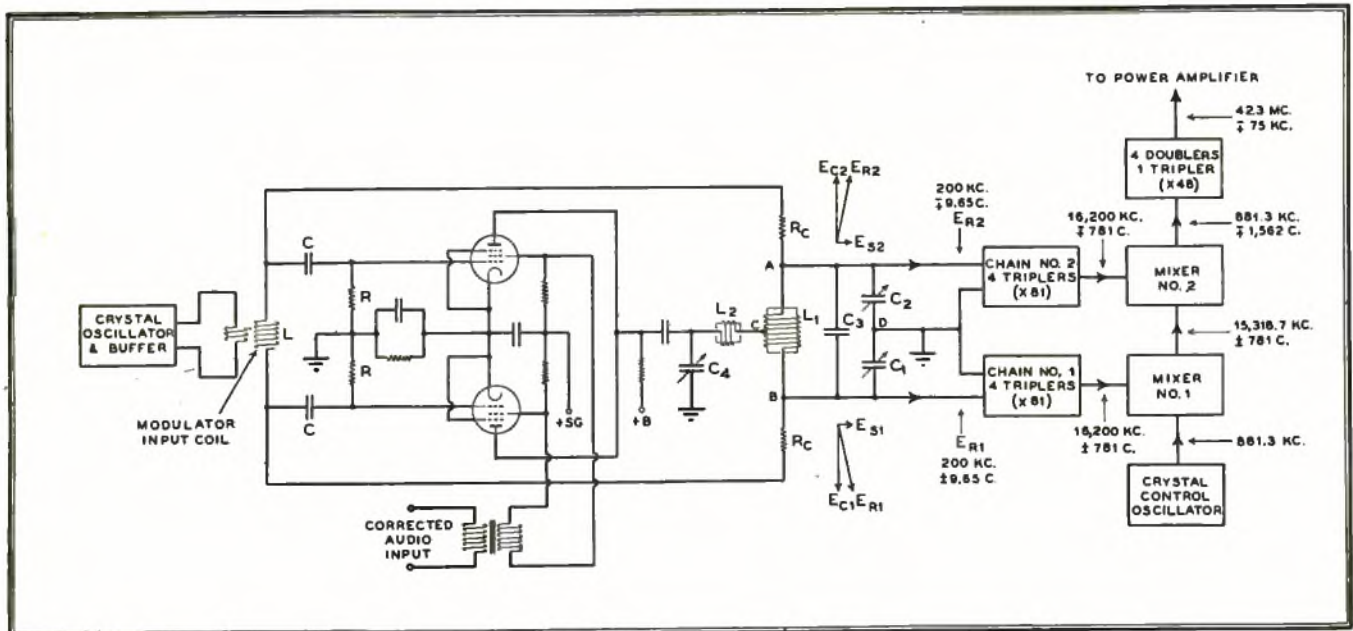 TO POWER AMPLIFIER
42.3 MC.
∓ 75 KC.
4 DOUBLERS
1 TRIPLER
(X48)
881.3 KC.
∓ 1,562 C.
CRYSTAL
OSCILLATOR
& BUFFER
L
MODULATOR
INPUT COIL
C
C
R
R
+SG
+B
CORRECTED
AUDIO
INPUT
C4
L2
C
L1
RC
A
B
RC
C3
C2
D
C1
EC2 ER2
ES2
ES1
EC1 ER1
200 KC.
∓9.65 C.
ER2
ER1
200 KC.
±9.65 C.
CHAIN NO. 2
4 TRIPLERS
(X81)
16,200 KC.
∓ 781 C.
MIXER
NO. 2
15,318.7 KC.
± 781 C.
CHAIN NO. 1
4 TRIPLERS
(X81)
16,200 KC.
± 781 C.
MIXER
NO. 1
881.3 KC.
CRYSTAL
CONTROL
OSCILLATOR